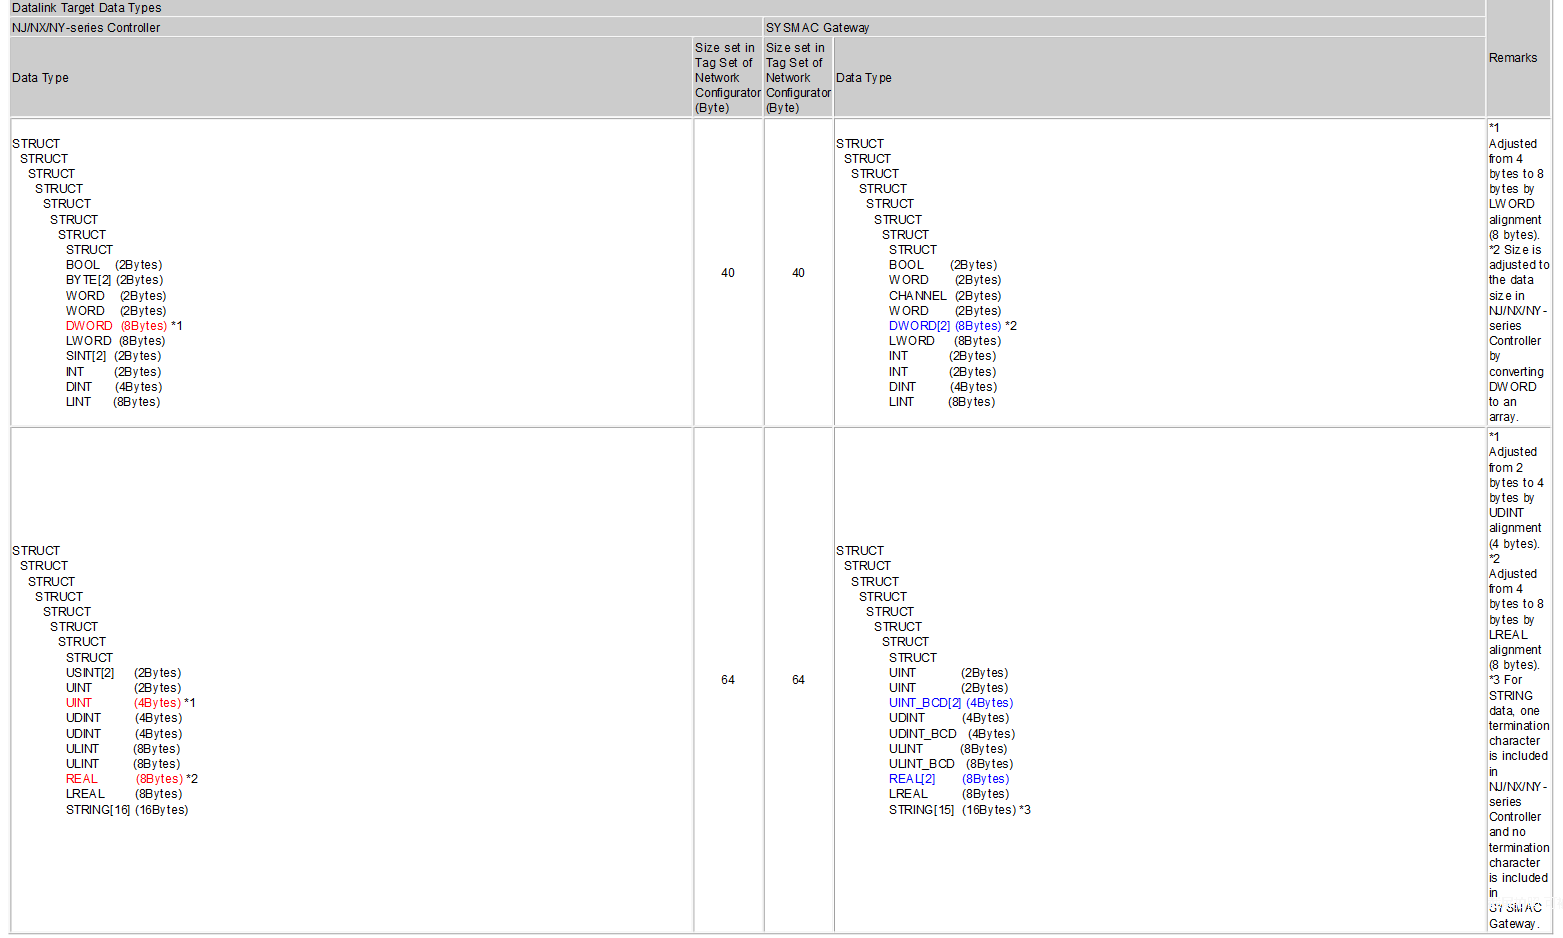 Datalink Target Data Types
NJ/NX/NY-series Controller
SYSMAC Gateway
Remarks
Data Type
Size set in
Tag Set of
Network
Configurator
(Byte)
Size set in
Tag Set of
Network
Configurator
(Byte)
Data Type
STRUCT
STRUCT
STRUCT
STRUCT
STRUCT
STRUCT
STRUCT
STRUCT
BOOL (2Bytes)
BYTE[2] (2Bytes)
WORD (2Bytes)
WORD (2Bytes)
DWORD (8Bytes) *1
LWORD (8Bytes)
SINT[2] (2Bytes)
INT (2Bytes)
DINT (4Bytes)
LINT (8Bytes)
40
40
STRUCT
STRUCT
STRUCT
STRUCT
STRUCT
STRUCT
STRUCT
STRUCT
BOOL (2Bytes)
WORD (2Bytes)
CHANNEL (2Bytes)
WORD (2Bytes)
DWORD[2] (8Bytes) *2
LWORD (8Bytes)
INT (2Bytes)
INT (2Bytes)
DINT (4Bytes)
LINT (8Bytes)
*1
Adjusted
from 4
bytes to 8
bytes by
LWORD
alignment
(8 bytes).
*2 Size is
adjusted to
the data
size in
NJ/NX/NY-
series
Controller
by
converting
DWORD
to an
array.
STRUCT
STRUCT
STRUCT
STRUCT
STRUCT
STRUCT
STRUCT
STRUCT
USINT[2] (2Bytes)
UINT (2Bytes)
UINT (4Bytes) *1
UDINT (4Bytes)
UDINT (4Bytes)
ULINT (8Bytes)
ULINT (8Bytes)
REAL (8Bytes) *2
LREAL (8Bytes)
STRING[16] (16Bytes)
64
64
STRUCT
STRUCT
STRUCT
STRUCT
STRUCT
STRUCT
STRUCT
STRUCT
UINT (2Bytes)
UINT (2Bytes)
UINT_BCD[2] (4Bytes)
UDINT (4Bytes)
UDINT_BCD (4Bytes)
ULINT (8Bytes)
ULINT_BCD (8Bytes)
REAL[2] (8Bytes)
LREAL (8Bytes)
STRING[15] (16Bytes) *3
*1
Adjusted
from 2
bytes to 4
bytes by
UDINT
alignment
(4 bytes).
*2
Adjusted
from 4
bytes to 8
bytes by
LREAL
alignment
(8 bytes).
*3 For
STRING
data, one
termination
character
is included
in
NJ/NX/NY-
series
Controller
and no
termination
character
is included
in
SYSMAC
Gateway.